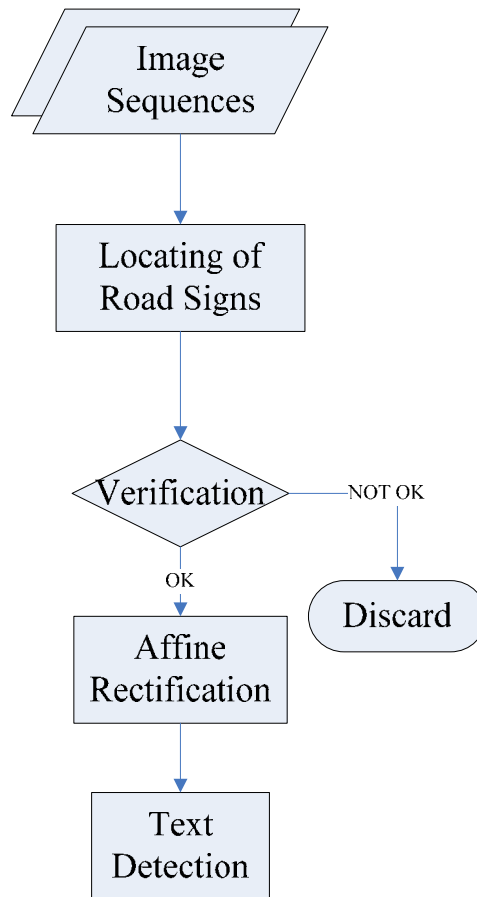 Image
Sequences
Locating of
Road Signs
Verification
NOT OK
OK
Discard
Affine
Rectification
Text
Detection